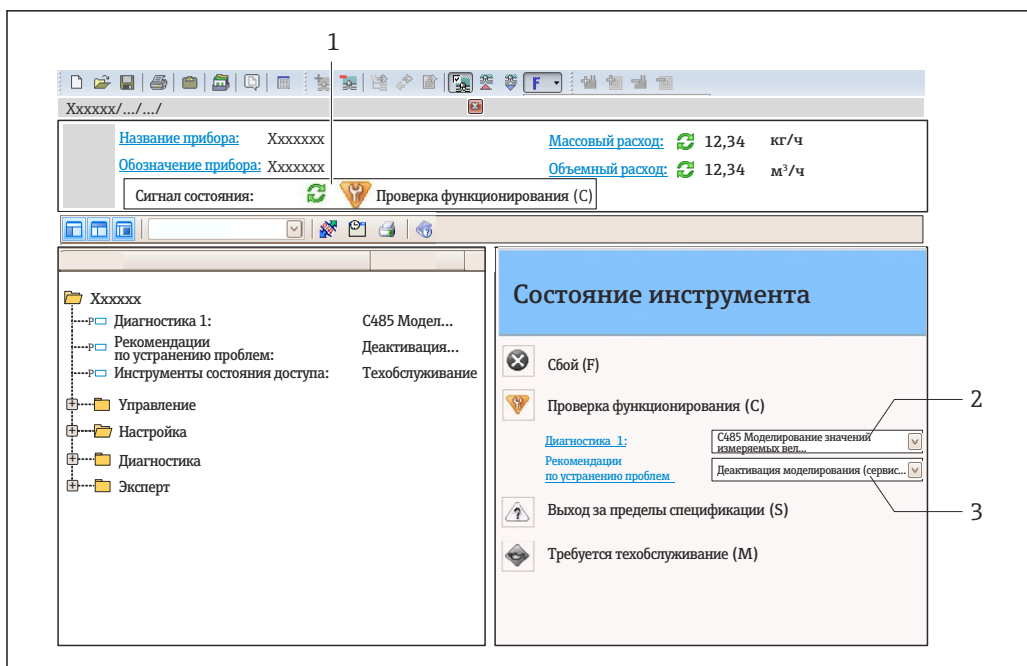 1
F
Xxxxxx/.../.../
Название прибора: Xxxxxxx
Массовый расход: 12,34 кг/ч
Обозначение прибора: Xxxxxxx
Объемный расход: 12,34 м³/ч
Сигнал состояния: Проверка функционирования (C)
Xxxxxx
P Диагностика 1: C485 Модел...
P Рекомендации
по устранению проблем: Деактивация...
P Инструменты состояния доступа: Техобслуживание
Управление
Настройка
Диагностика
Эксперт
Состояние инструмента
Сбой (F)
Проверка функционирования (C)
2
Диагностика 1:
C485 Моделирование значений
измеряемых вел...
Рекомендации
по устранению проблем
Деактивация моделирования (сервис...
3
Выход за пределы спецификации (S)
Требуется техобслуживание (M)